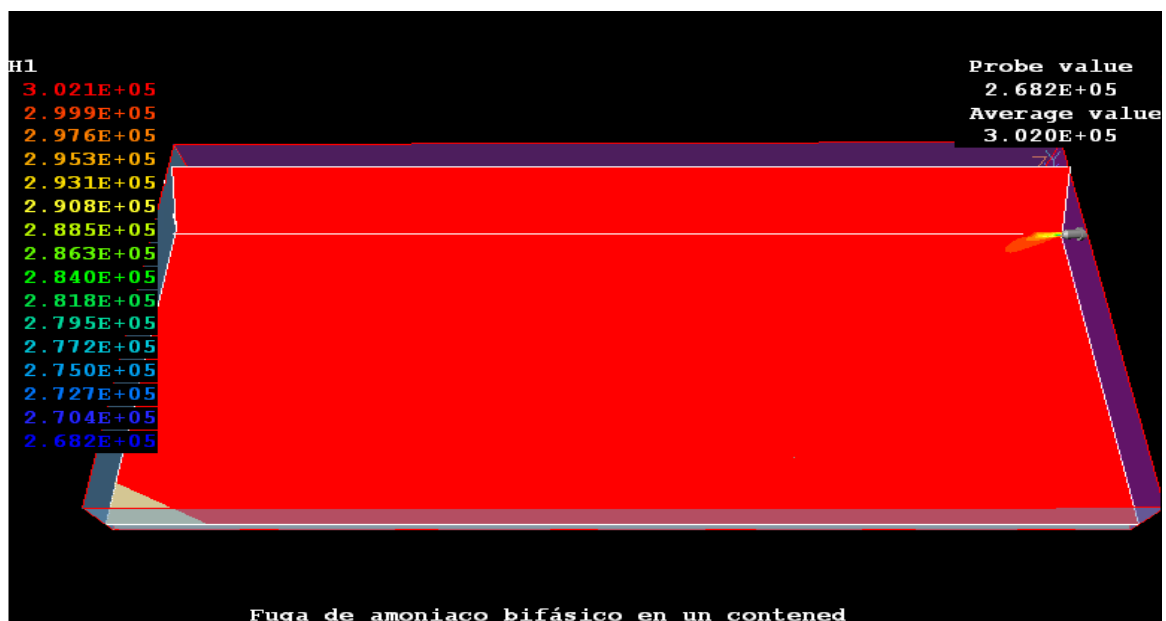 H1
3.021E+05
2.999E+05
2.976E+05
2.953E+05
2.931E+05
2.908E+05
2.885E+05
2.863E+05
2.840E+05
2.818E+05
2.795E+05
2.772E+05
2.750E+05
2.727E+05
2.704E+05
2.682E+05
Probe value
2.682E+05
Average value
3.020E+05
Fuga de amoniaco bifásico en un contened